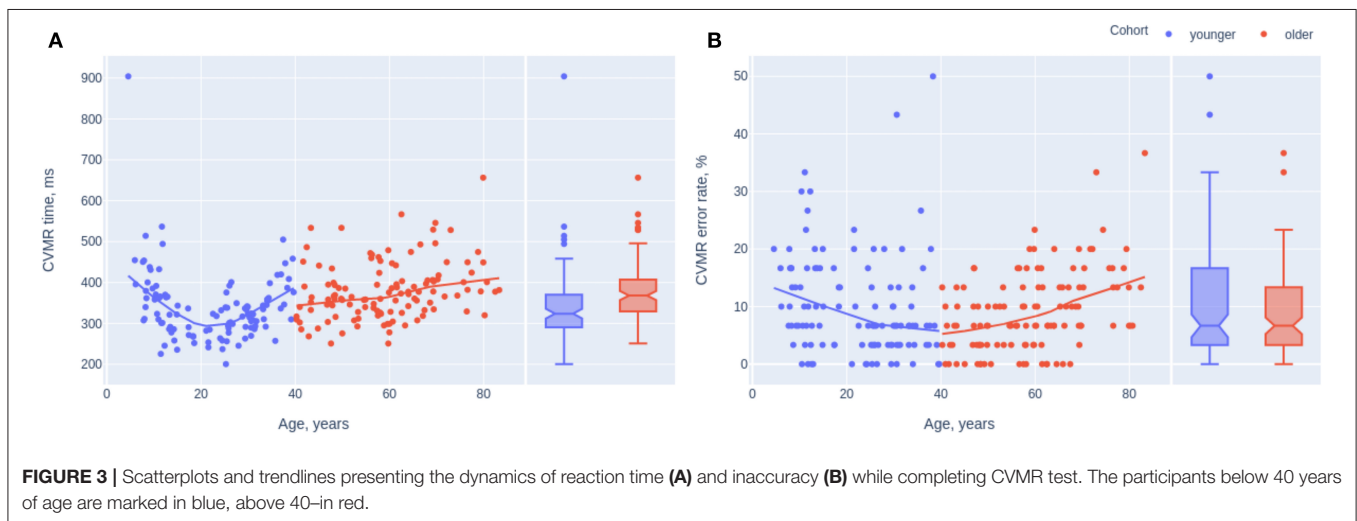 A
B
Cohort
younger
older
900
800
700
600
500
400
300
200
CVMR time, ms
0
20
40
60
80
Age, years
50
40
30
20
10
0
CVMR error rate, %
0
20
40
60
80
Age, years
FIGURE 3 | Scatterplots and trendlines presenting the dynamics of reaction time (A) and inaccuracy (B) while completing CVMR test. The participants below 40 years
of age are marked in blue, above 40–in red.